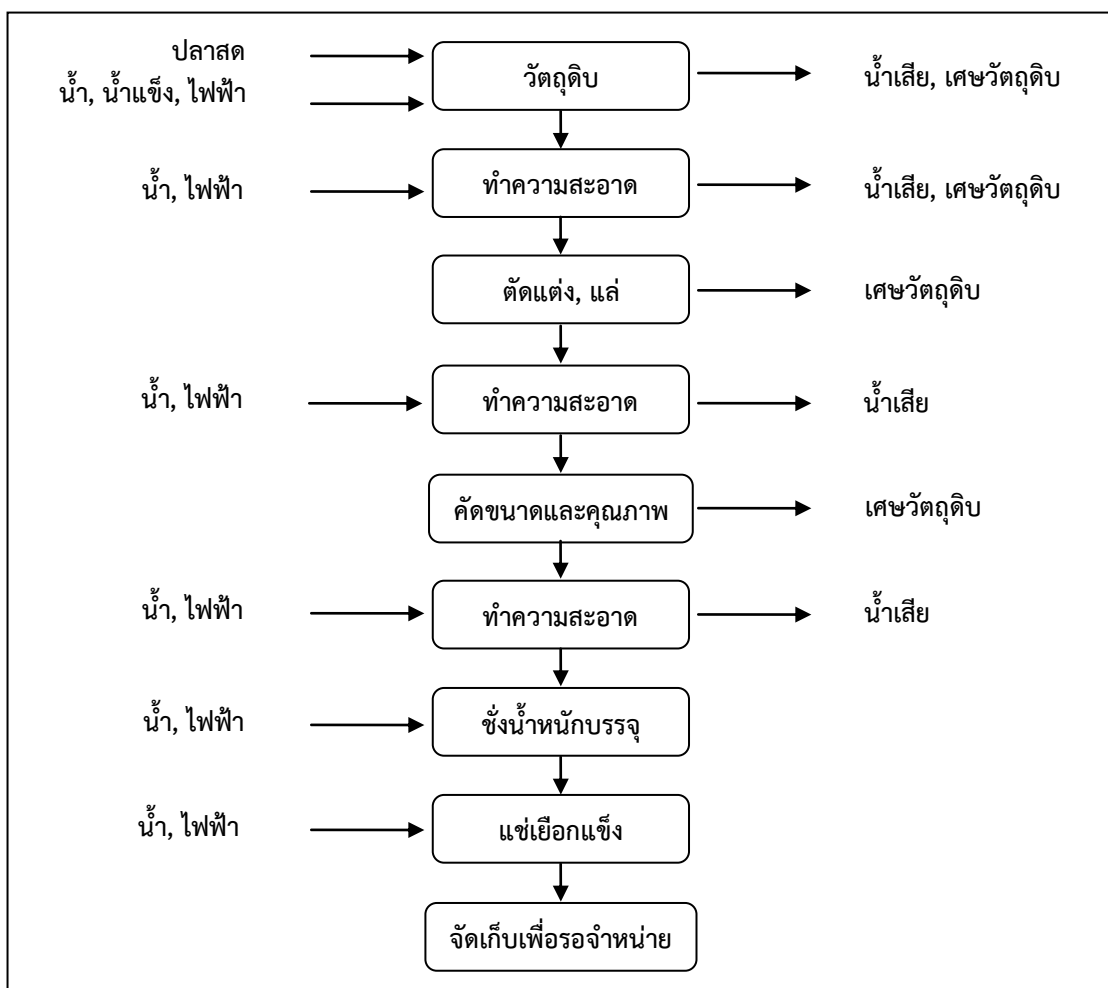 ปลาสด
น้ำ, น้ำแข็ง, ไฟฟ้า
วัตถุดิบ
น้ำเสีย, เศษวัตถุดิบ
น้ำ, ไฟฟ้า
ทำความสะอาด
น้ำเสีย, เศษวัตถุดิบ
ตัดแต่ง, แล่
เศษวัตถุดิบ
น้ำ, ไฟฟ้า
ทำความสะอาด
น้ำเสีย
คัดขนาดและคุณภาพ
เศษวัตถุดิบ
น้ำ, ไฟฟ้า
ทำความสะอาด
น้ำเสีย
น้ำ, ไฟฟ้า
ชั่งน้ำหนักบรรจุ
น้ำ, ไฟฟ้า
แช่เยือกแข็ง
จัดเก็บเพื่อรอจำหน่าย